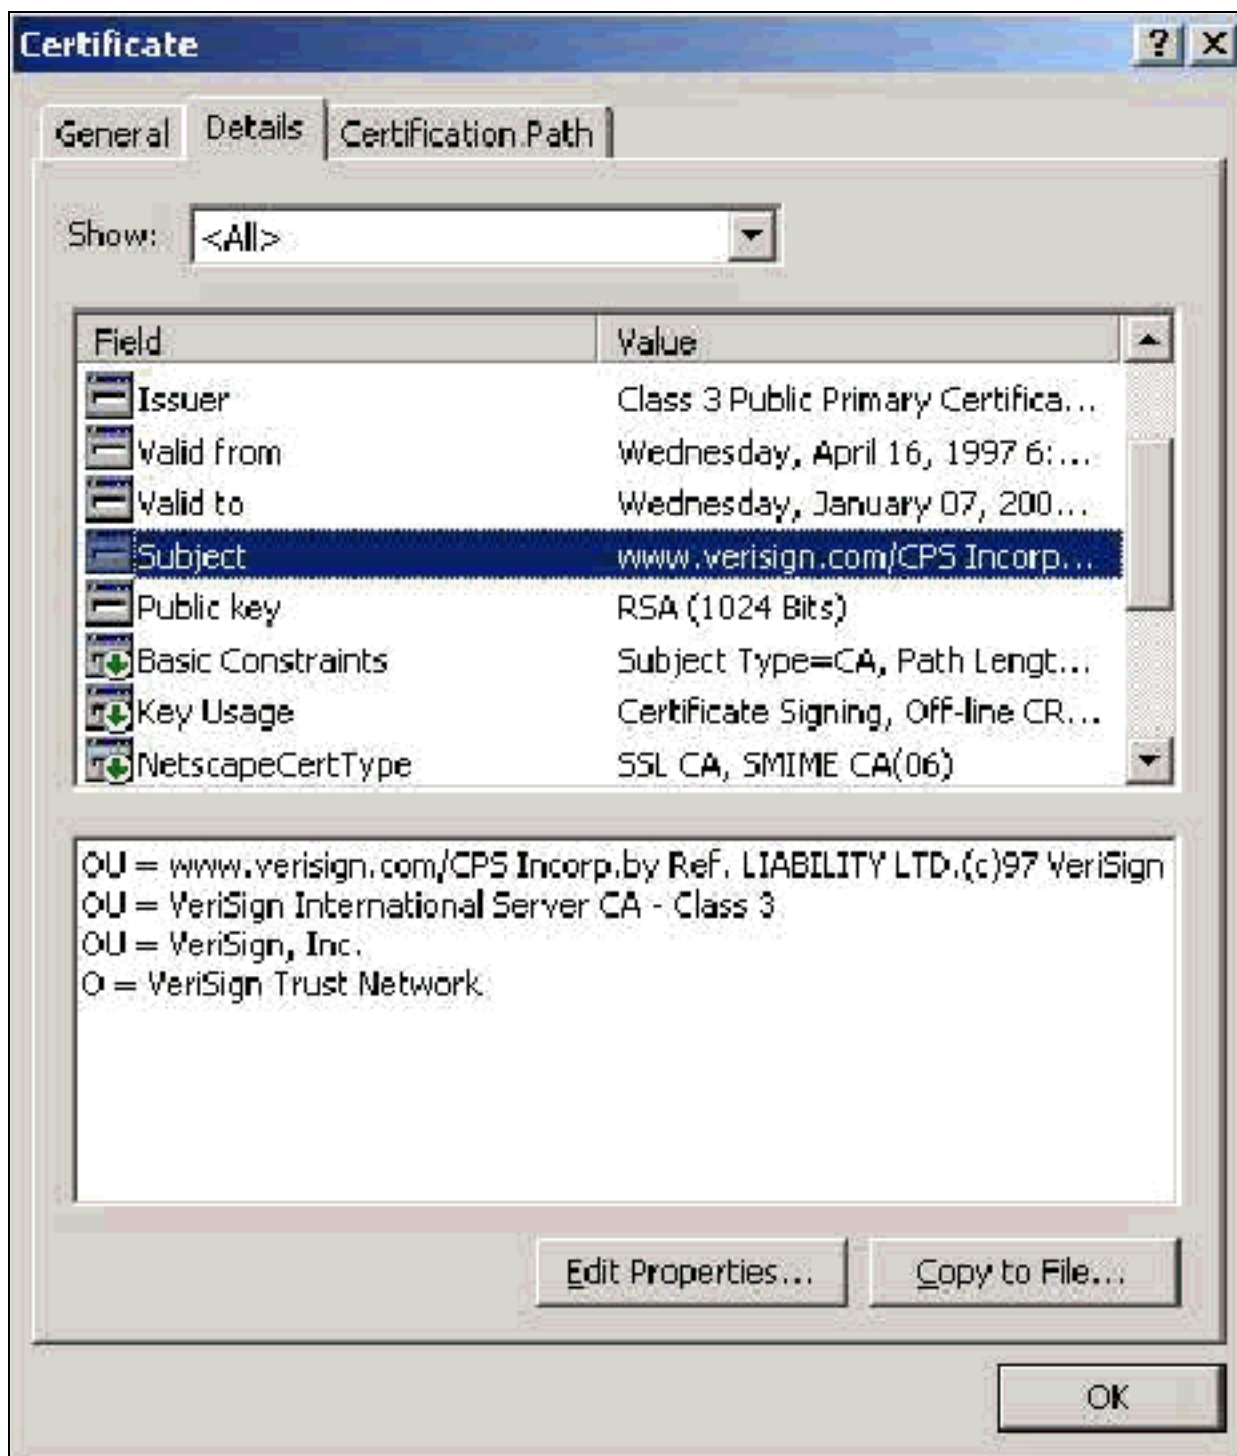 Certificate
General Details Certification Path
Show: <All>
Field Value
Issuer Class 3 Public Primary Certifica...
Valid from Wednesday, April 16, 1997 6:...
Valid to Wednesday, January 07, 200...
Subject www.verisign.com/CPS Incorp...
Public key RSA (1024 Bits)
Basic Constraints Subject Type=CA, Path Lengt...
Key Usage Certificate Signing, Off-line CR...
NetscapeCertType SSL CA, SMIME CA(06)
OU = www.verisign.com/CPS Incorp.by Ref. LIABILITY LTD.(c)97 VeriSign
OU = VeriSign International Server CA - Class 3
OU = VeriSign, Inc.
O = VeriSign Trust Network
Edit Properties... Copy to File...
OK